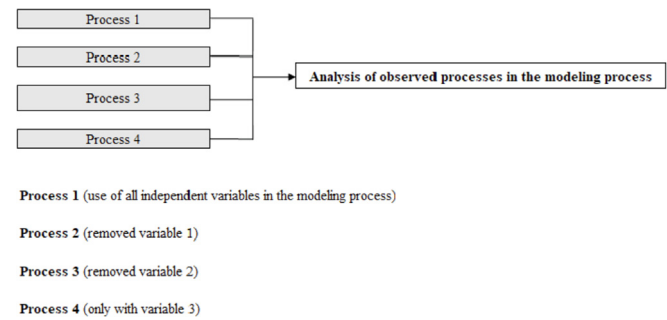 Process 1
Process 2
Process 3
Process 4
Analysis of observed processes in the modeling process
Process 1 (use of all independent variables in the modeling process)
Process 2 (removed variable 1)
Process 3 (removed variable 2)
Process 4 (only with variable 3)